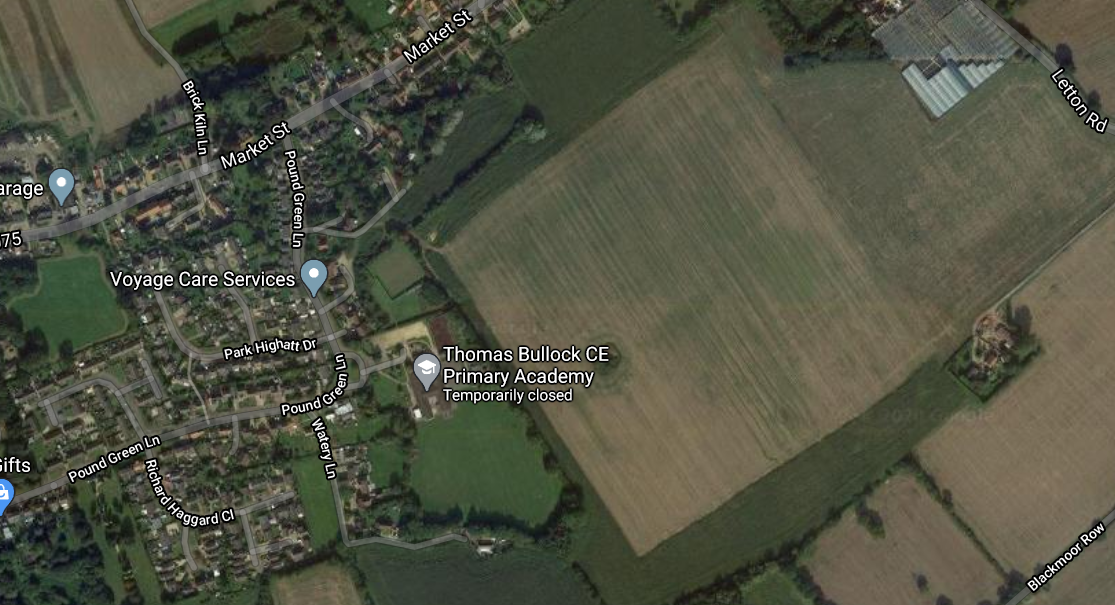 Market St
Brick Kiln Ln
Market St
Letton Rd
arage
75
Pound Green Ln
Voyage Care Services
Park Highatt Dr
Thomas Bullock CE
Primary Academy
Temporarily closed
Pound Green Ln
Pound Green Ln
Watery Ln
Gifts
Richard Haggard Cl
Blackmoor Row